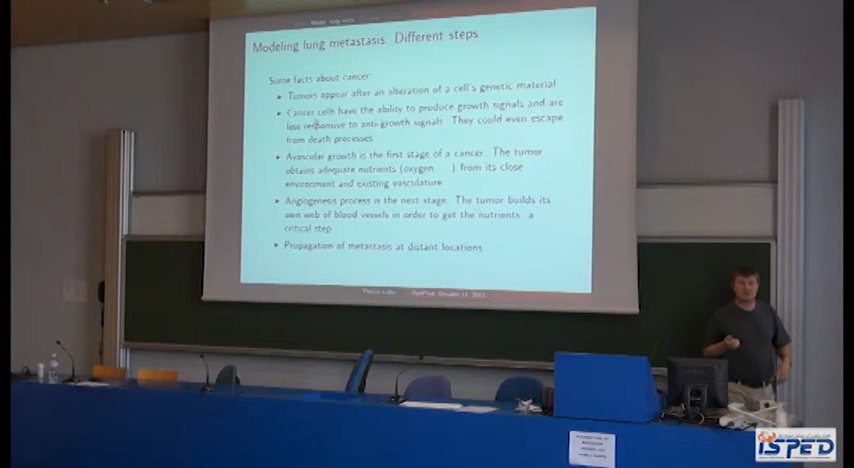 Modeling lung metastasis. Different steps
Some facts about cancer
Tumors appear after an alteration of a cell's genetic material
Cancer cells have the ability to produce growth signals and are
less responsive to anti-growth signals. They could even escape
from death processes
Avascular growth is the first stage of a cancer. The tumor
obtains adequate nutrients (oxygen ) from its close
environment and existing vasculature
Angiogenesis process is the next stage. The tumor builds its
own web of blood vessels in order to get the nutrients a
critical step
Propagation of metastasis at distant locations
October 11, 2011
ISPED